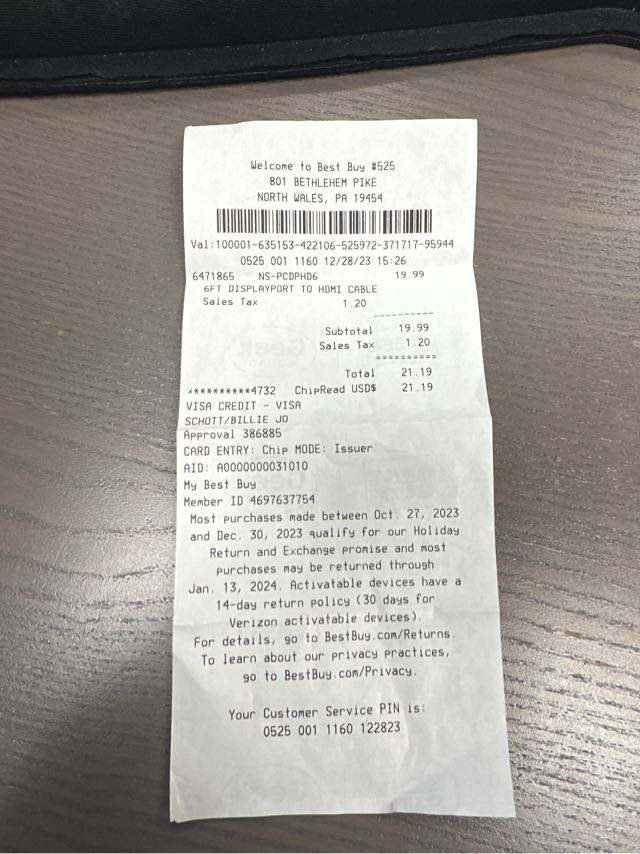 Welcome to Best Buy #525
801 BETHLEHEM PIKE
NORTH WALES, PA 19454
Val:100001-635153-422106-525972-371717-95944
0525 001 1160 12/28/23 15:26
6471865 NS-PCDPHD6 19.99
6FT DISPLAYPORT TO HDMI CABLE
Sales Tax 1.20
----------
Subtotal 19.99
Sales Tax 1.20
==========
Total 21.19
**********4732 ChipRead USD$ 21.19
VISA CREDIT - VISA
SCHOTT/BILLIE JO
Approval 386885
CARD ENTRY: Chip MODE: Issuer
AID: A0000000031010
My Best Buy
Member ID 4697637754
Most purchases made between Oct. 27, 2023
and Dec. 30, 2023 qualify for our Holiday
Return and Exchange promise and most
purchases may be returned through
Jan. 13, 2024. Activatable devices have a
14-day return policy (30 days for
Verizon activatable devices).
For details, go to BestBuy.com/Returns.
To learn about our privacy practices,
go to BestBuy.com/Privacy.
Your Customer Service PIN is:
0525 001 1160 122823